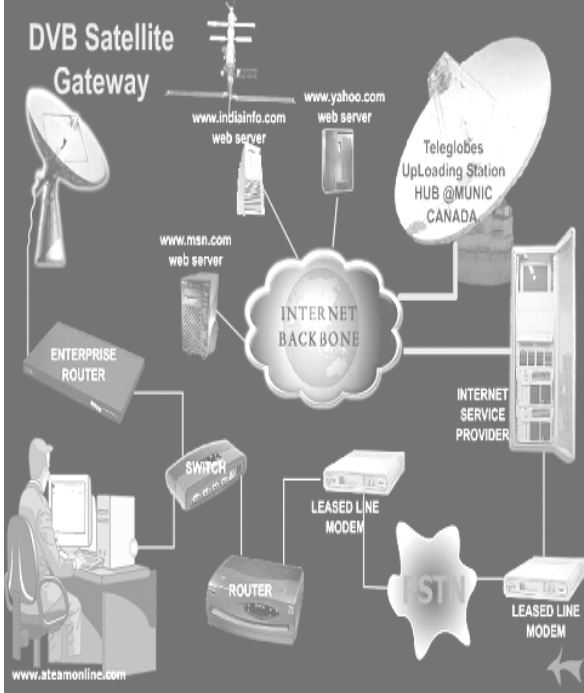 DVB Satellite
Gateway
www.indiainfo.com
web server
www.yahoo.com
web server
Teleglobes
UpLoading Station
HUB @MUNIC
CANADA
www.msn.com
web server
INTERNET
BACKBONE
ENTERPRISE
ROUTER
INTERNET
SERVICE
PROVIDER
SWITCH
LEASED LINE
MODEM
ROUTER
PSTN
LEASED LINE
MODEM
www.ateamonline.com